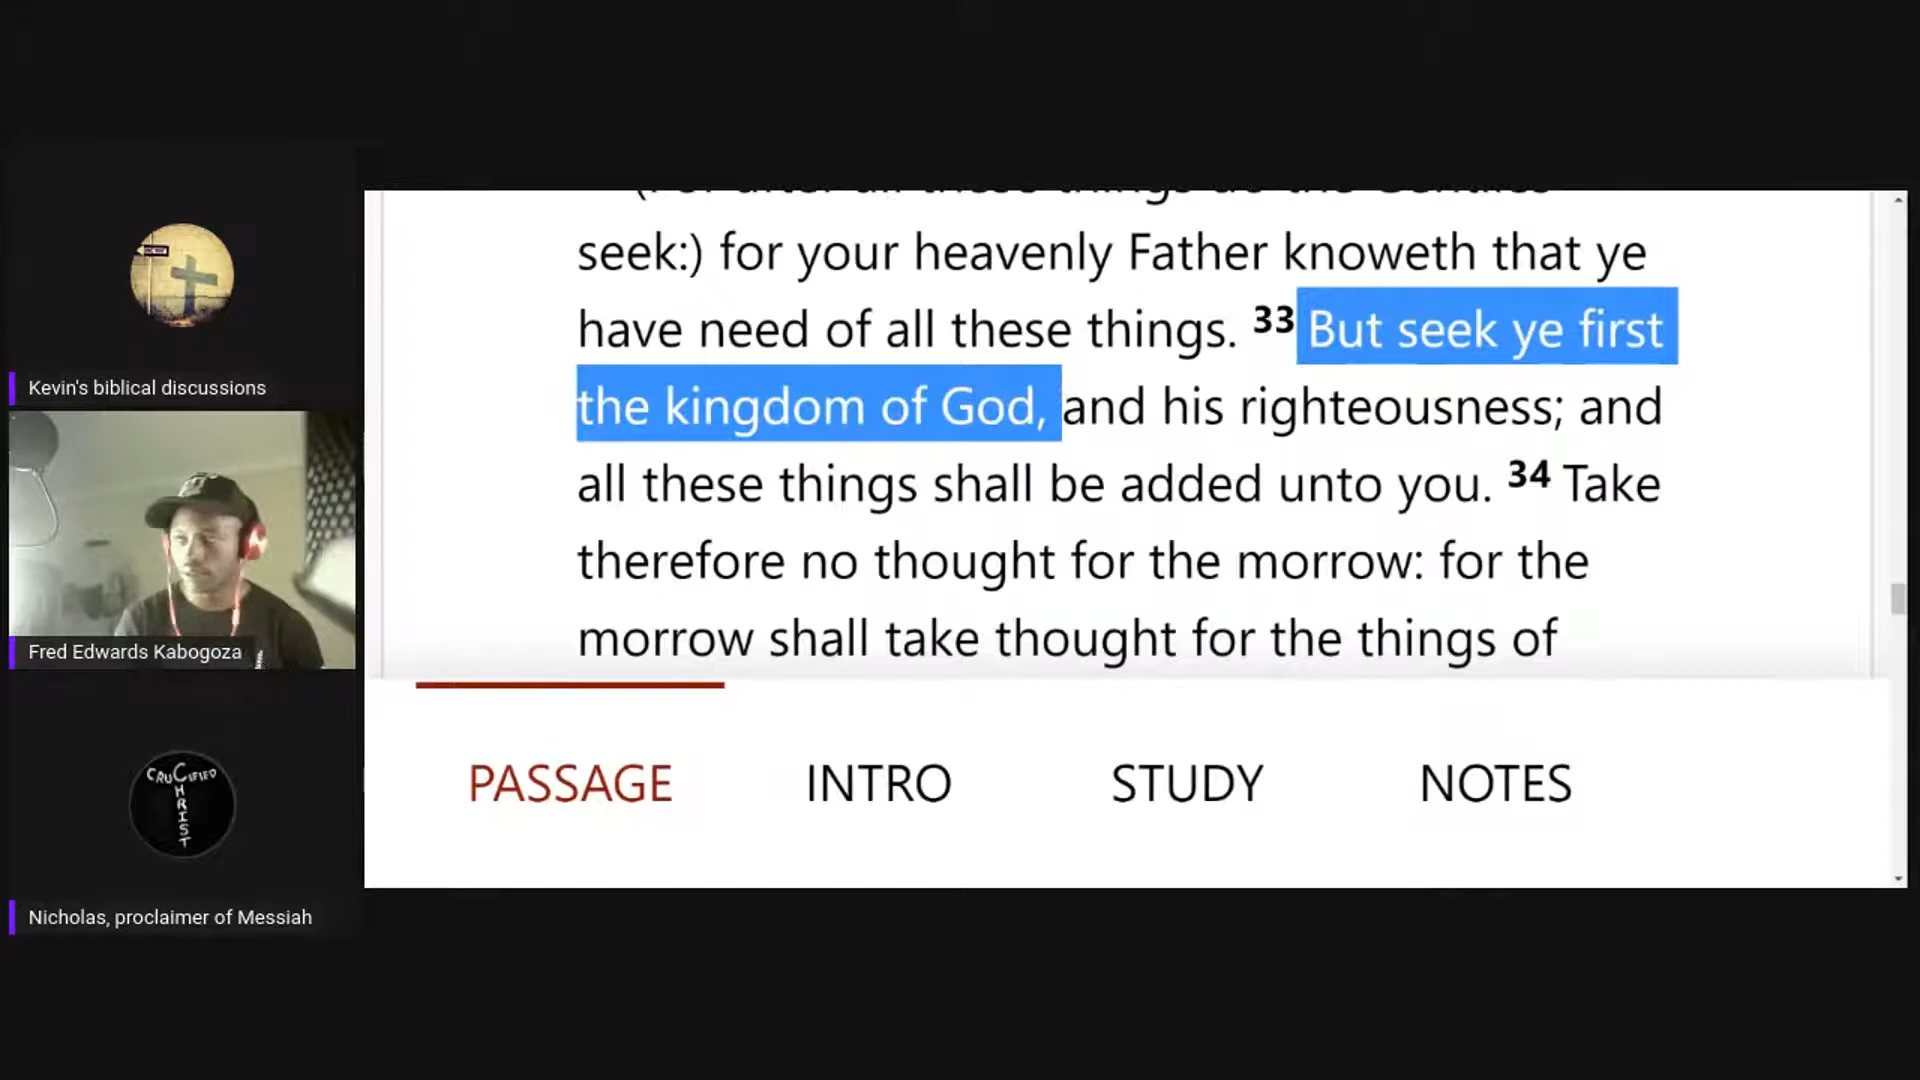 Kevin's biblical discussions
Fred Edwards Kabogoza
CRUCIFIED
CHRIST
Nicholas, proclaimer of Messiah
seek:) for your heavenly Father knoweth that ye
have need of all these things. 33 But seek ye first
the kingdom of God, and his righteousness; and
all these things shall be added unto you. 34 Take
therefore no thought for the morrow: for the
morrow shall take thought for the things of
PASSAGE
INTRO
STUDY
NOTES